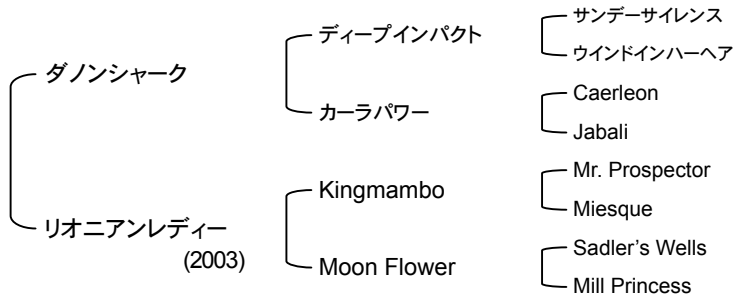 ダノンシャーク
ディープインパクト
サンデーサイレンス
ウインドインハーヘア
カーラパワー
Caerleon
Jabali
リオニアンレディー
(2003)
Kingmambo
Mr. Prospector
Miesque
Moon Flower
Sadler's Wells
Mill Princess